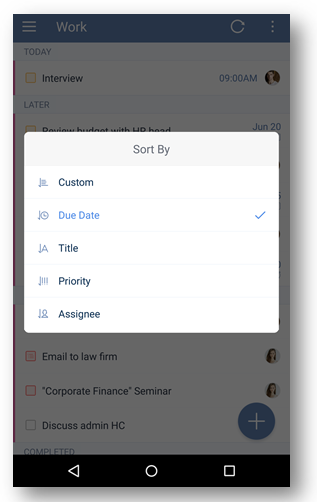 Work
TODAY
Interview 09:00AM
LATER
Review budget with HR head Jun 20
Sort By
Custom
Due Date
Title
Priority
Assignee
Email to law firm
"Corporate Finance" Seminar
Discuss admin HC
COMPLETED